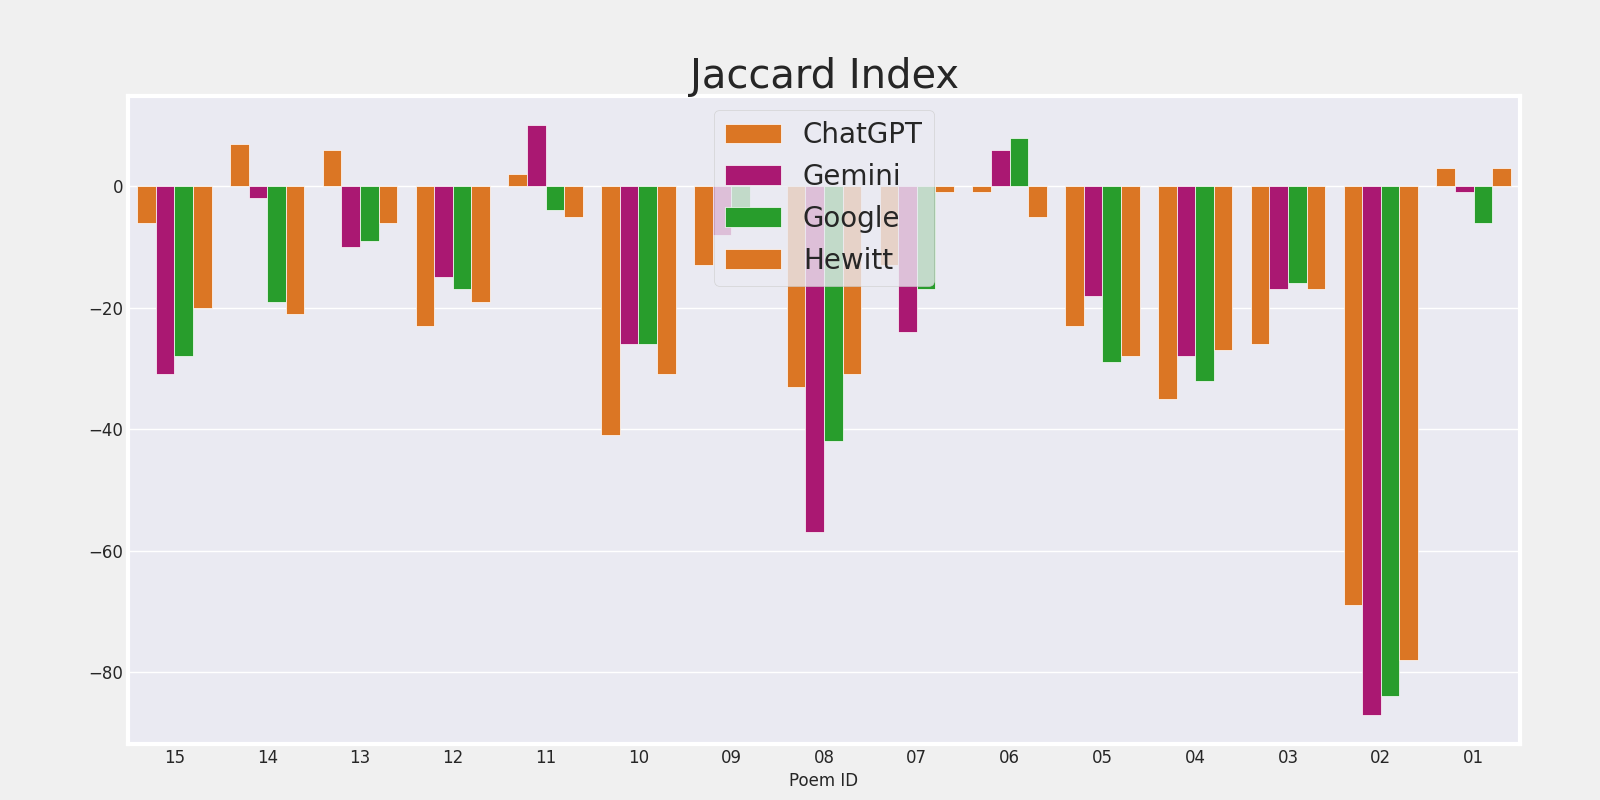 Jaccard Index
ChatGPT
Gemini
Google
Hewitt
0
−20
−40
−60
−80
15 14 13 12 11 10 09 08 07 06 05 04 03 02 01
Poem ID